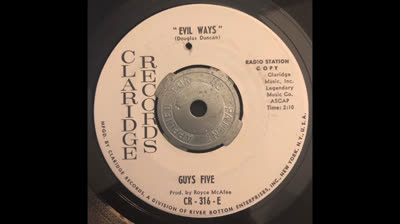 "EVIL WAYS"
(Douglas Duncan)
CLARIDGE
RECORDS
RADIO STATION
COPY
Claridge
Music, Inc.
Legendary
Music Co.
ASCAP
Time: 2:10
GUYS FIVE
Prod. by Royce McAfee
CR - 316 - E
MFG. BY CLARIDGE RECORDS, A DIVISION OF RIVER BOTTOM ENTERPRISES, INC. NEW YORK, N.Y., U.S.A.